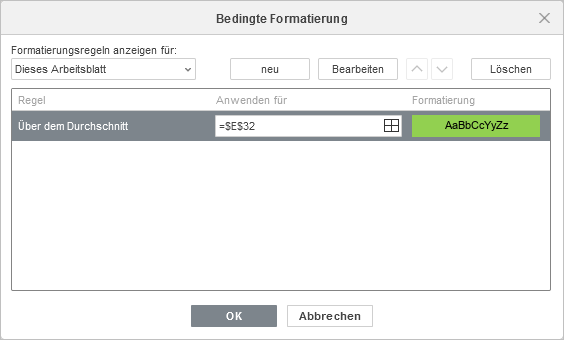 Bedingte Formatierung
Formatierungsregeln anzeigen für:
Dieses Arbeitsblatt neu Bearbeiten Löschen
Regel Anwenden für Formatierung
Über dem Durchschnitt =$E$32 AaBbCcYyZz
OK Abbrechen